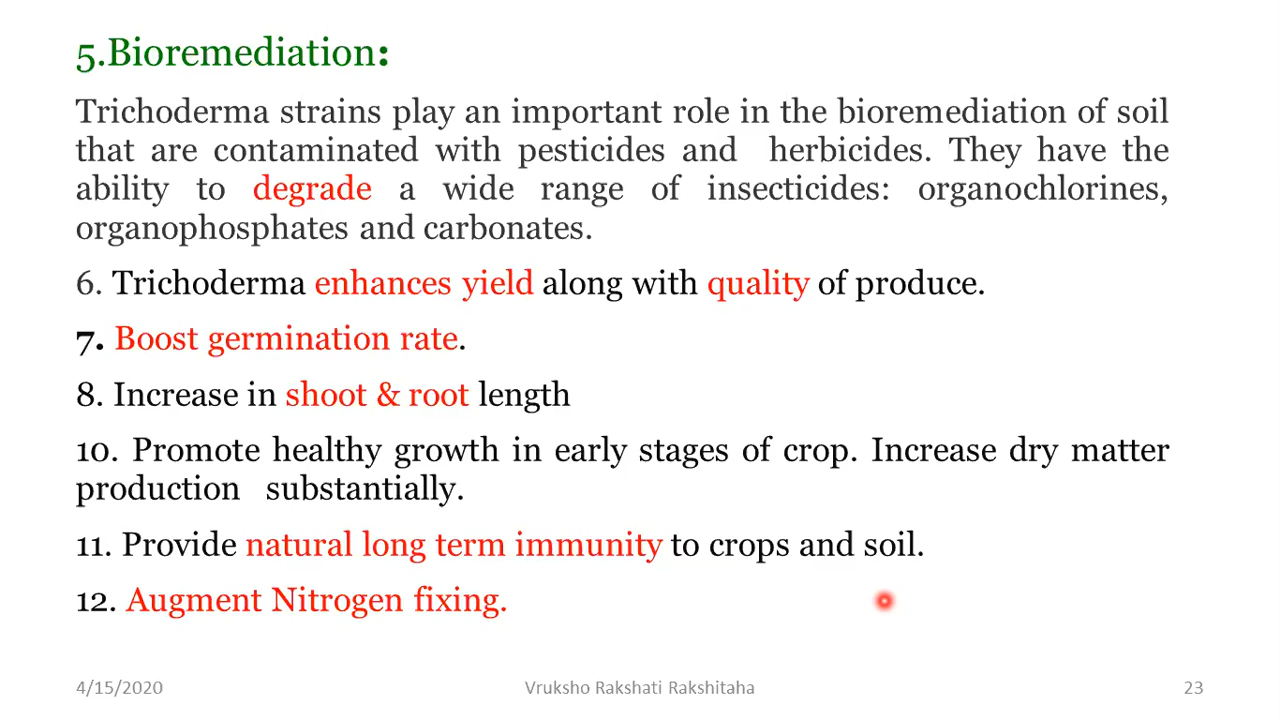 5.Bioremediation:
Trichoderma strains play an important role in the bioremediation of soil
that are contaminated with pesticides and herbicides. They have the
ability to degrade a wide range of insecticides: organochlorines,
organophosphates and carbonates.
6. Trichoderma enhances yield along with quality of produce.
7. Boost germination rate.
8. Increase in shoot & root length
10. Promote healthy growth in early stages of crop. Increase dry matter
production substantially.
11. Provide natural long term immunity to crops and soil.
12. Augment Nitrogen fixing.
4/15/2020
Vruksho Rakshati Rakshitaha
23